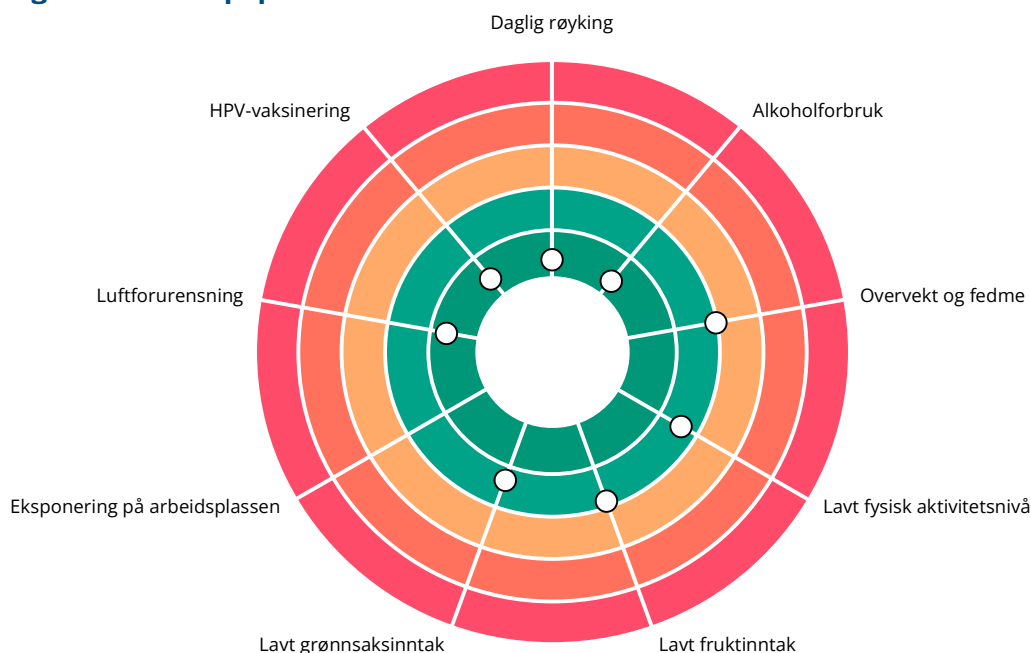 Daglig røyking
HPV-vaksinering
Alkoholforbruk
Luftforurensning
Overvekt og fedme
Eksponering på arbeidsplassen
Lavt fysisk aktivitetsnivå
Lavt grønnsaksinntak
Lavt fruktinntak